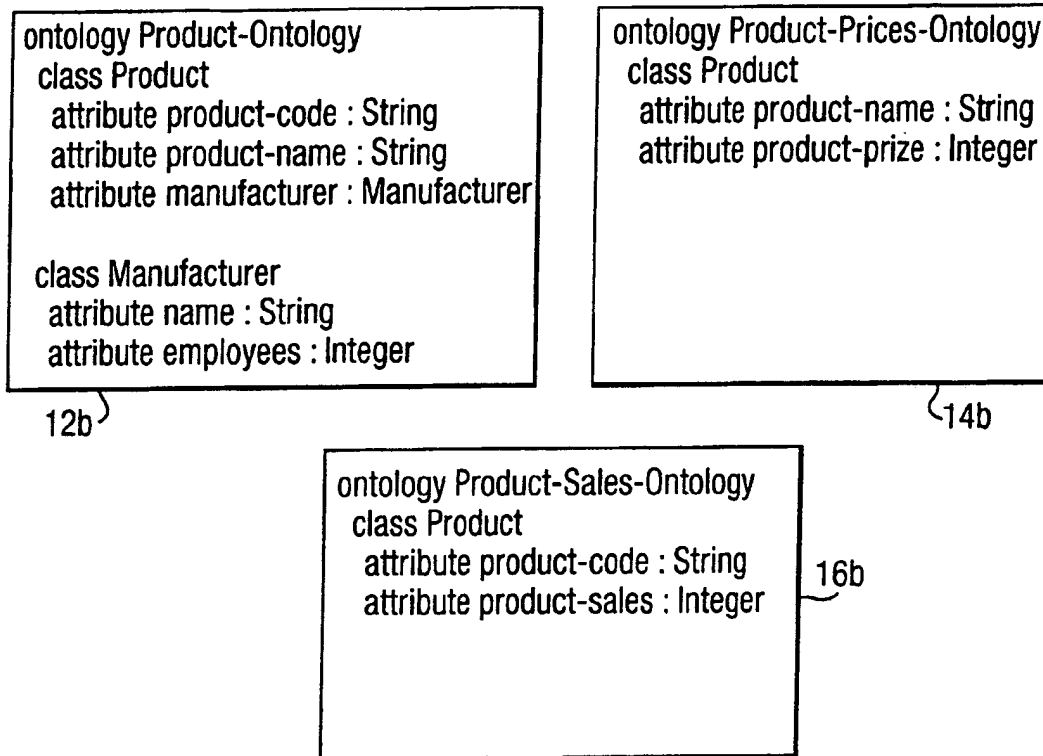 ontology Product-Ontology
class Product
attribute product-code : String
attribute product-name : String
attribute manufacturer : Manufacturer
class Manufacturer
attribute name : String
attribute employees : Integer
12b
ontology Product-Prices-Ontology
class Product
attribute product-name : String
attribute product-prize : Integer
14b
ontology Product-Sales-Ontology
class Product
attribute product-code : String
attribute product-sales : Integer
16b